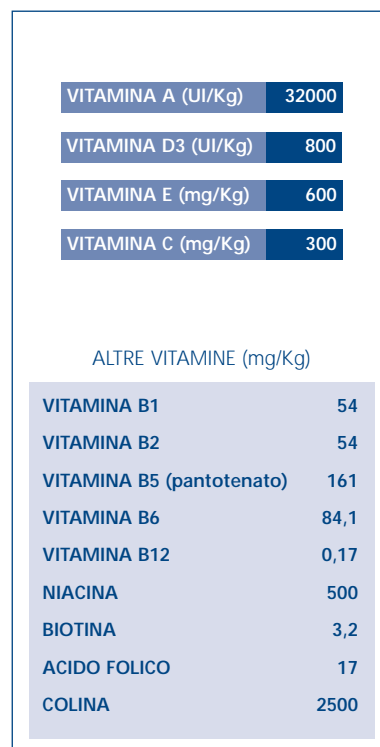 VITAMINA A (UI/Kg) 32000
VITAMINA D3 (UI/Kg) 800
VITAMINA E (mg/Kg) 600
VITAMINA C (mg/Kg) 300
ALTRE VITAMINE (mg/Kg)
VITAMINA B1 54
VITAMINA B2 54
VITAMINA B5 (pantotenato) 161
VITAMINA B6 84,1
VITAMINA B12 0,17
NIACINA 500
BIOTINA 3,2
ACIDO FOLICO 17
COLINA 2500